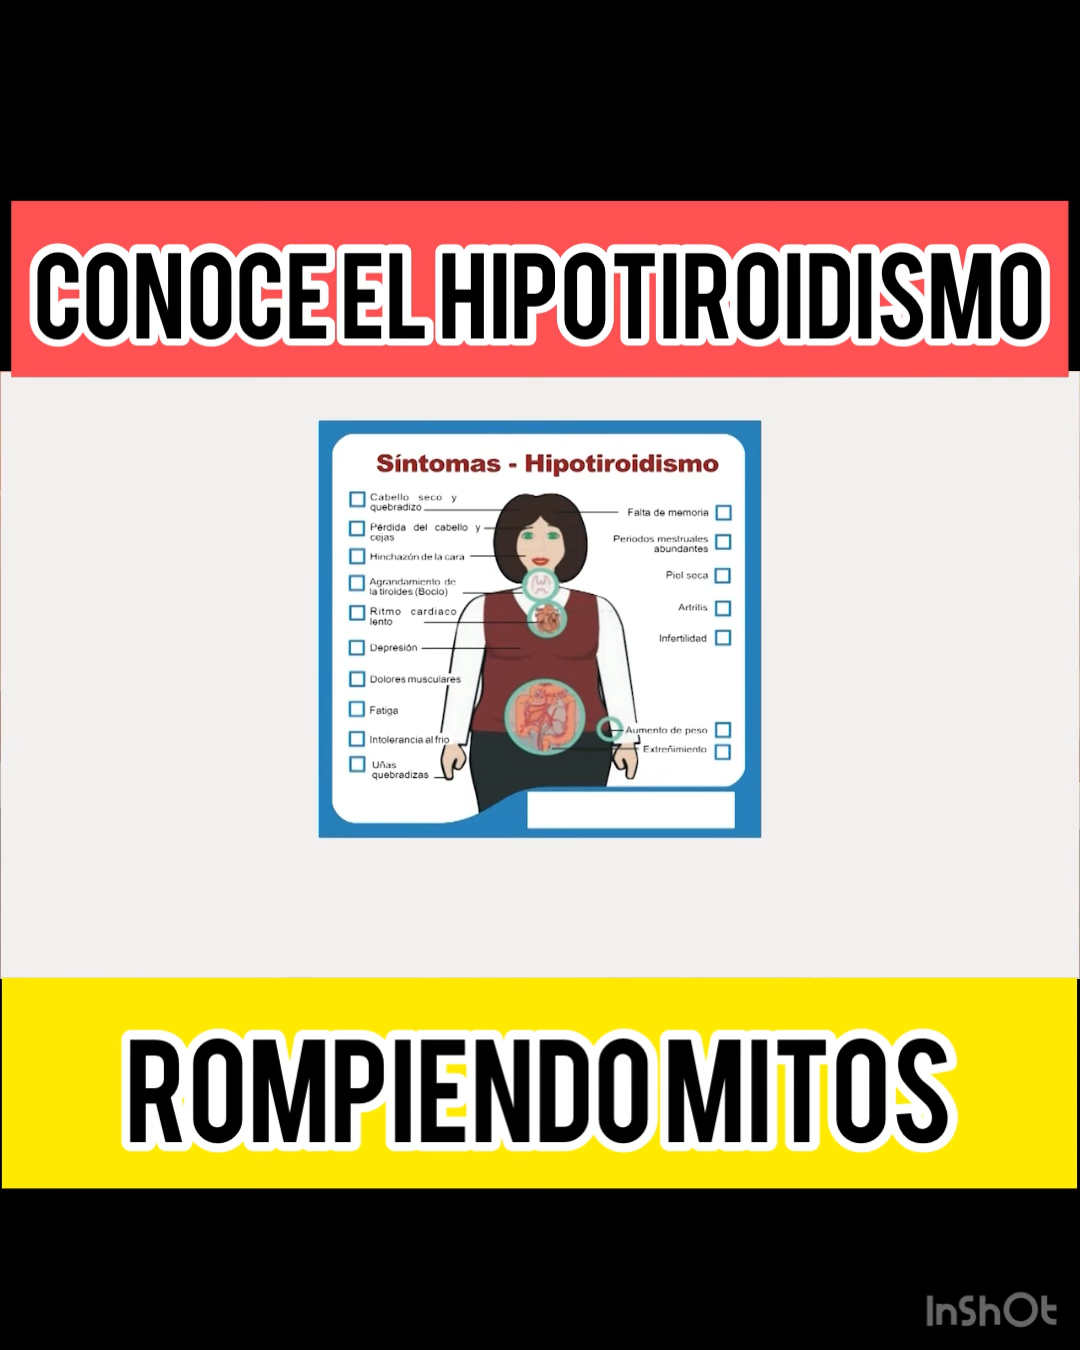 CONOCE EL HIPOTIROIDISMO
Síntomas - Hipotiroidismo
Cabello seco y
quebradizo
Pérdida del cabello y
cejas
Hinchazón de la cara
Agrandamiento de
la tiroides (Bocio)
Ritmo cardiaco
lento
Depresión
Dolores musculares
Fatiga
Intolerancia al frio
Uñas
quebradizas
Falta de memoria
Periodos mestruales
abundantes
Piel seca
Artritis
Infertilidad
Aumento de peso
Extreñimiento
ROMPIENDO MITOS
InShOt